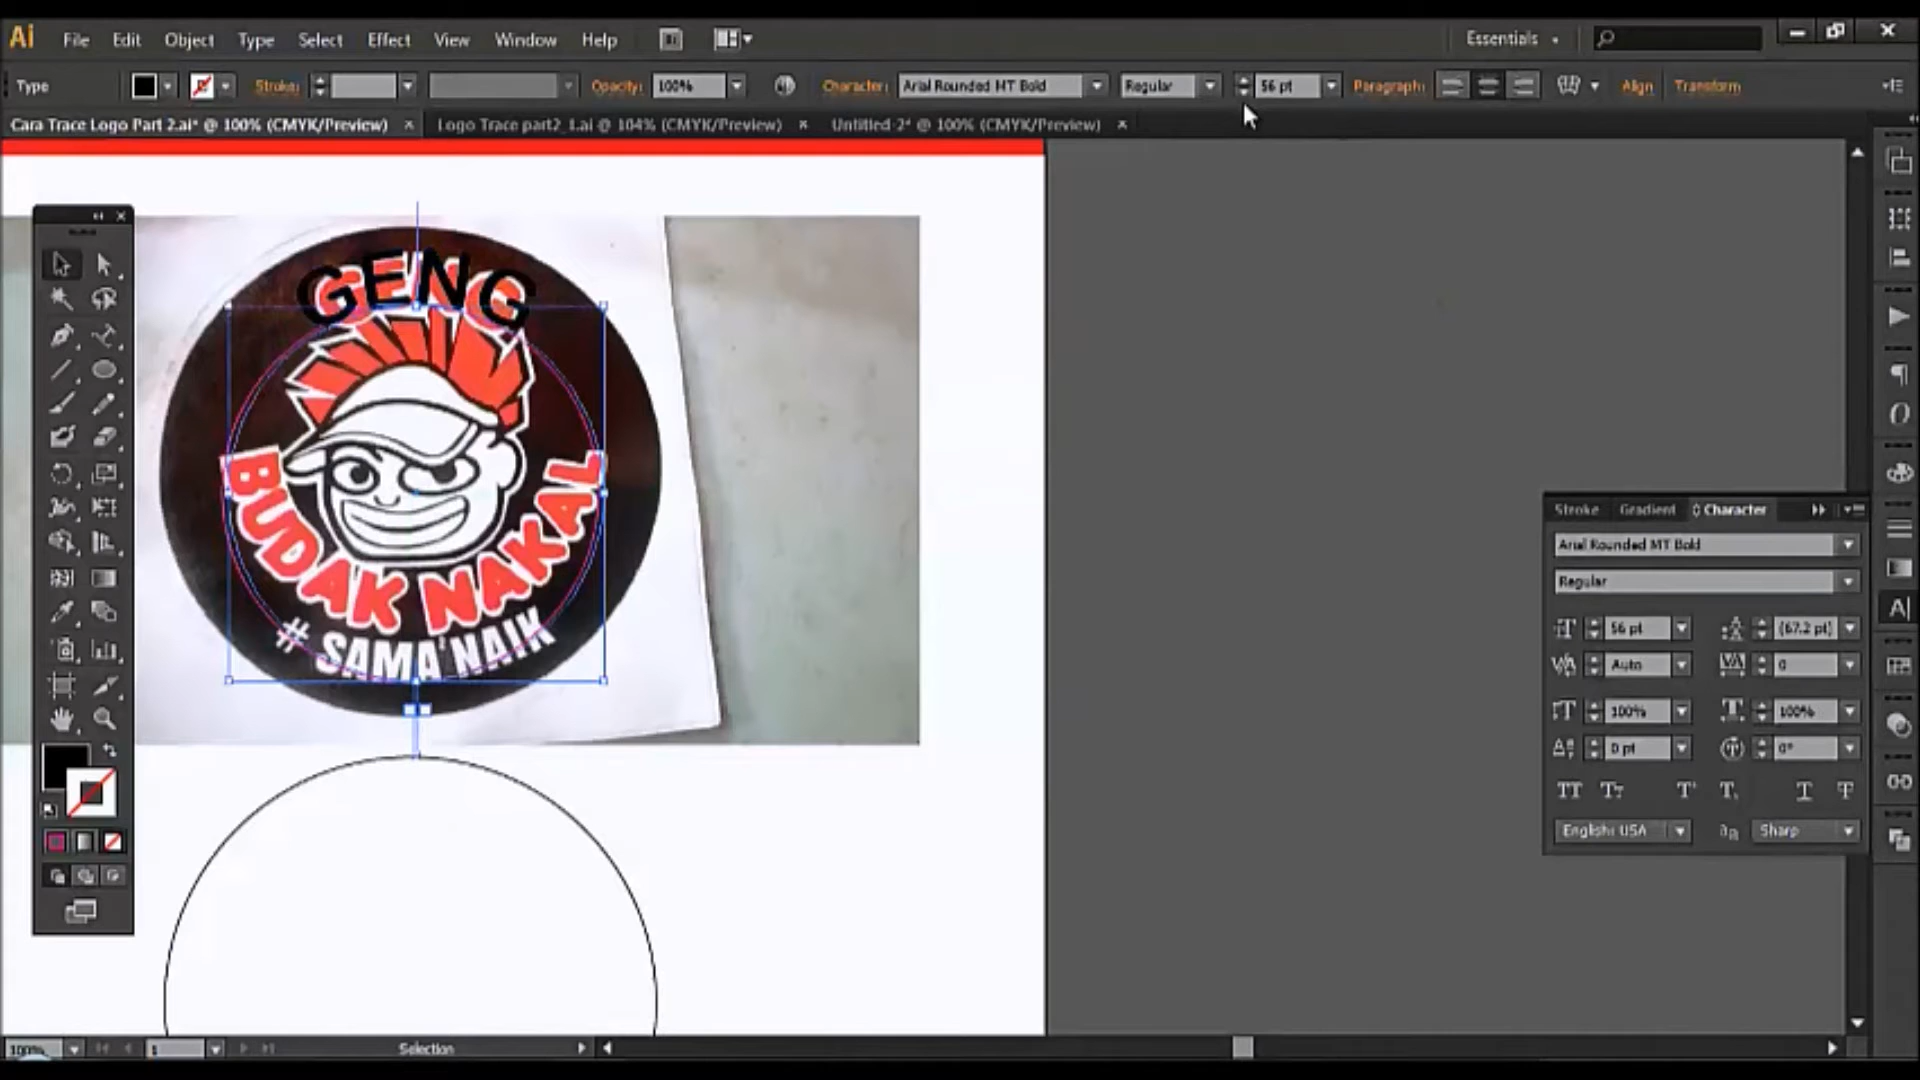 Ai File Edit Object Type Select Effect View Window Help Essentials
Type Stroke: Opacity: 100% Character: Arial Rounded MT Bold Regular 56 pt Paragraph: Align Transform
Cara Trace Logo Part 2.ai* @ 100% (CMYK/Preview) Logo Trace part2_1.ai @ 104% (CMYK/Preview) Untitled-2* @ 100% (CMYK/Preview)
GENG
GENG
BUDAK NAKAL
# SAMA'NAIK
Stroke Gradient Character
Arial Rounded MT Bold
Regular
56 pt (67.2 pt)
Auto 0
100% 100%
0 pt 0°
English: USA Sharp
100% 1 Selection